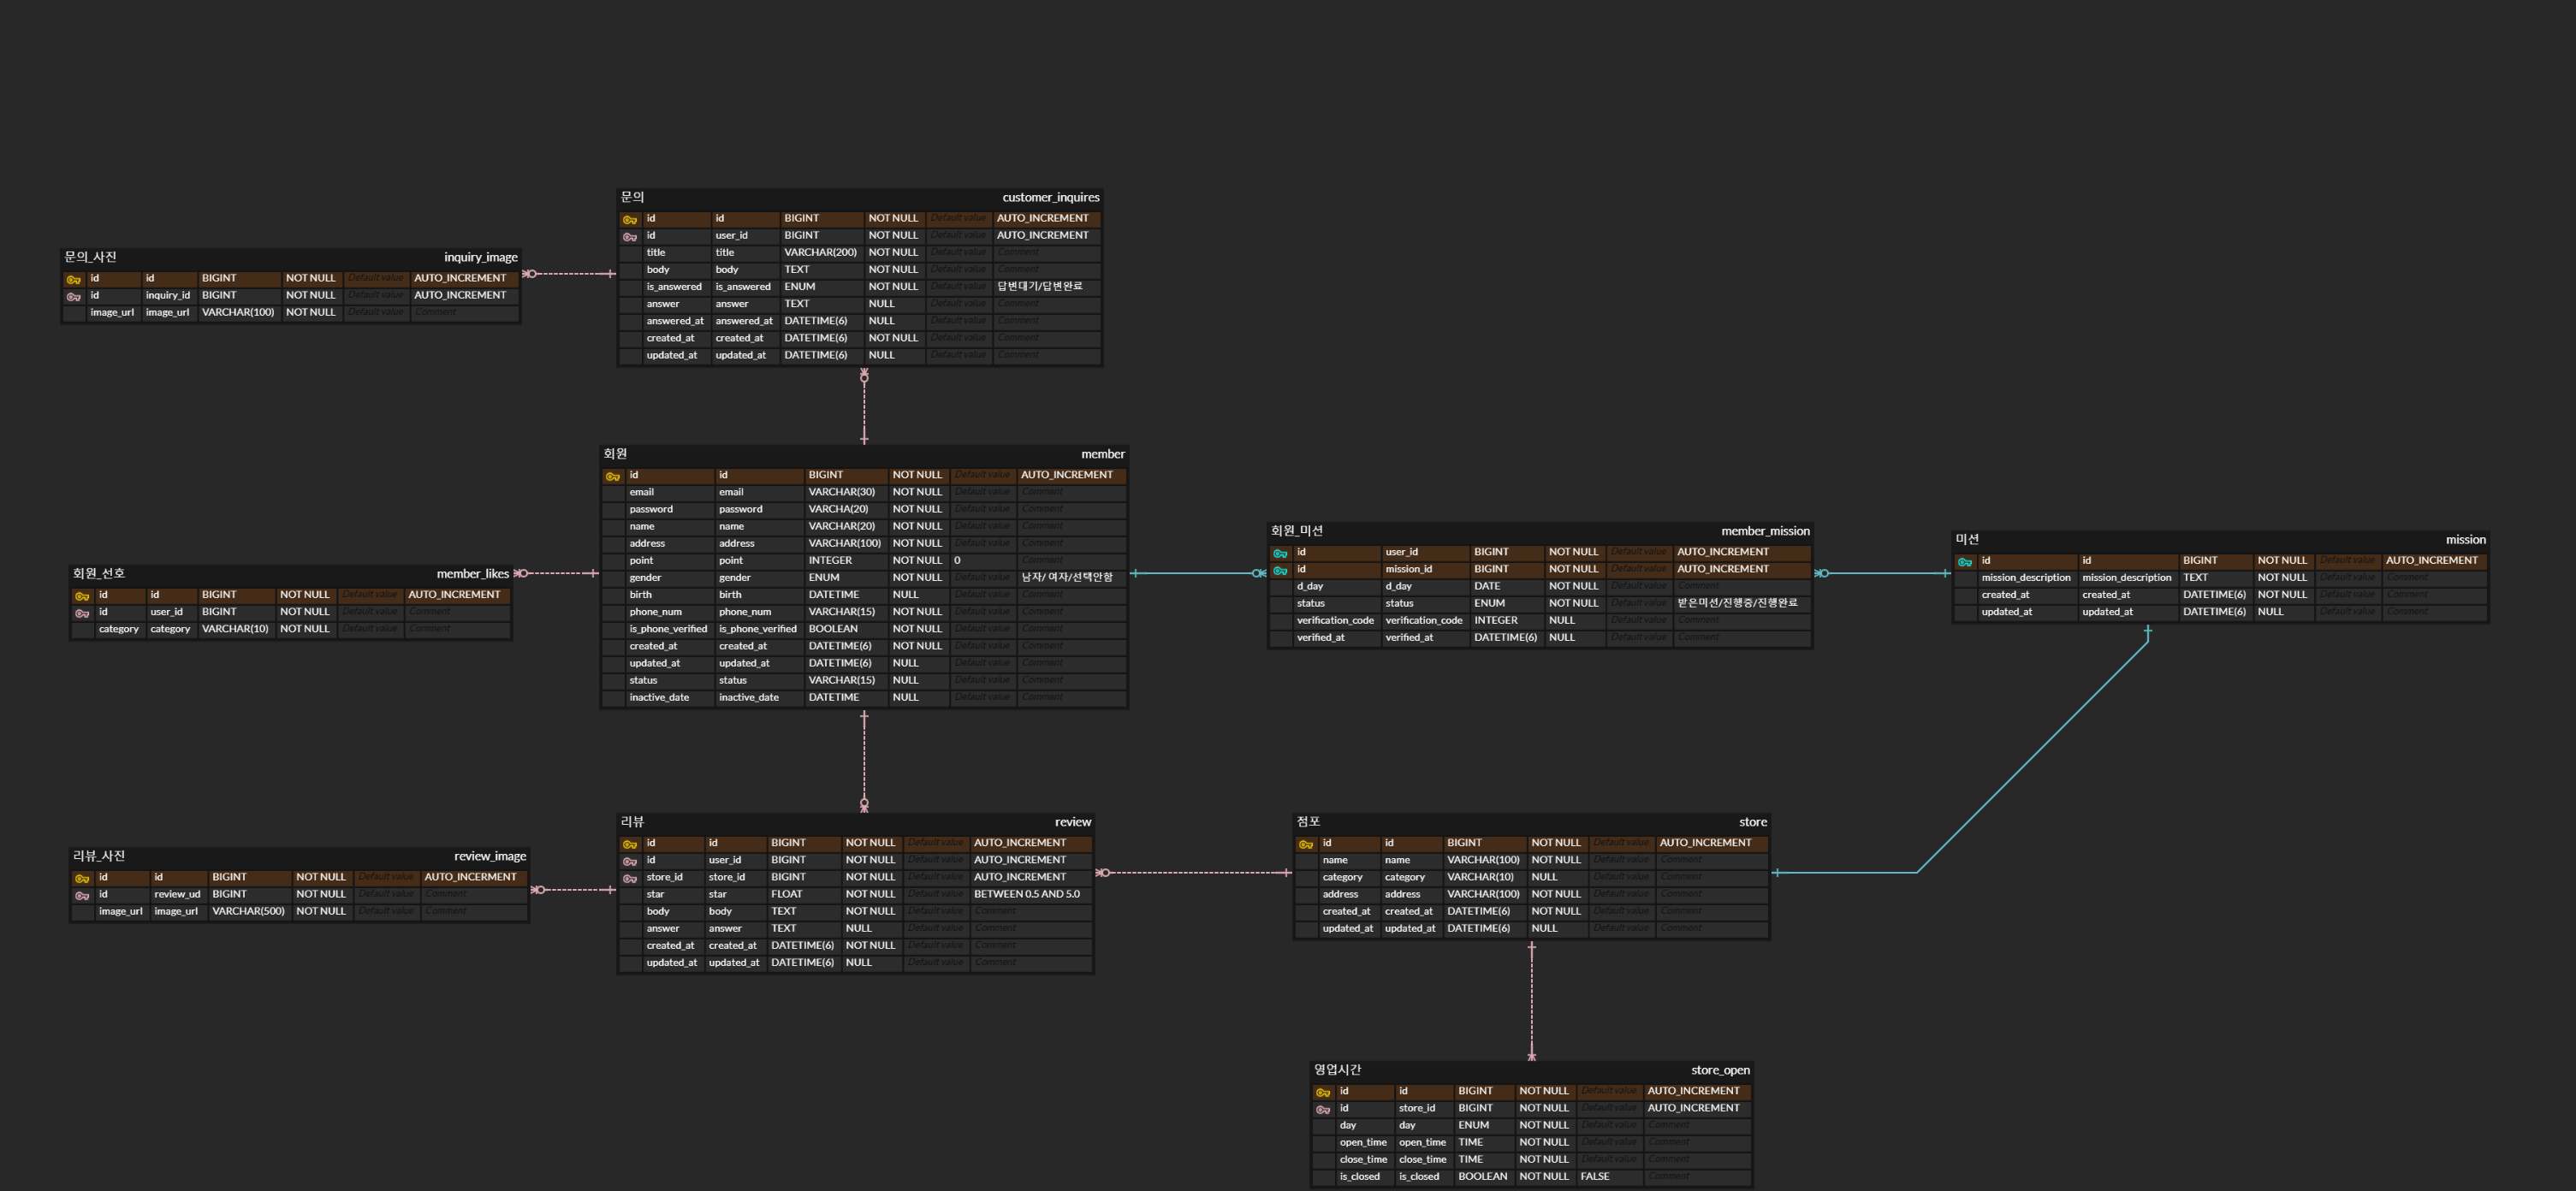 문의 customer_inquires
id id BIGINT NOT NULL Default value AUTO_INCREMENT
id user_id BIGINT NOT NULL Default value AUTO_INCREMENT
title title VARCHAR(200) NOT NULL Default value Comment
body body TEXT NOT NULL Default value Comment
is_answered is_answered ENUM NOT NULL Default value 답변대기/답변완료
answer answer TEXT NULL Default value Comment
answered_at answered_at DATETIME(6) NULL Default value Comment
created_at created_at DATETIME(6) NOT NULL Default value Comment
updated_at updated_at DATETIME(6) NULL Default value Comment
문의_사진 inquiry_image
id id BIGINT NOT NULL Default value AUTO_INCREMENT
id inquiry_id BIGINT NOT NULL Default value AUTO_INCREMENT
image_url image_url VARCHAR(100) NOT NULL Default value Comment
회원 member
id id BIGINT NOT NULL Default value AUTO_INCREMENT
email email VARCHAR(30) NOT NULL Default value Comment
password password VARCHA(20) NOT NULL Default value Comment
name name VARCHAR(20) NOT NULL Default value Comment
address address VARCHAR(100) NOT NULL Default value Comment
point point INTEGER NOT NULL 0 Comment
gender gender ENUM NOT NULL Default value 남자/ 여자/선택안함
birth birth DATETIME NULL Default value Comment
phone_num phone_num VARCHAR(15) NOT NULL Default value Comment
is_phone_verified is_phone_verified BOOLEAN NOT NULL Default value Comment
created_at created_at DATETIME(6) NOT NULL Default value Comment
updated_at updated_at DATETIME(6) NULL Default value Comment
status status VARCHAR(15) NULL Default value Comment
inactive_date inactive_date DATETIME NULL Default value Comment
회원_미션 member_mission
id user_id BIGINT NOT NULL Default value AUTO_INCREMENT
id mission_id BIGINT NOT NULL Default value AUTO_INCREMENT
d_day d_day DATE NOT NULL Default value Comment
status status ENUM NOT NULL Default value 받은미션/진행중/진행완료
verification_code verification_code INTEGER NULL Default value Comment
verified_at verified_at DATETIME(6) NULL Default value Comment
미션 mission
id id BIGINT NOT NULL Default value AUTO_INCREMENT
mission_description mission_description TEXT NOT NULL Default value Comment
created_at created_at DATETIME(6) NOT NULL Default value Comment
updated_at updated_at DATETIME(6) NULL Default value Comment
회원_선호 member_likes
id id BIGINT NOT NULL Default value AUTO_INCREMENT
id user_id BIGINT NOT NULL Default value Comment
category category VARCHAR(10) NOT NULL Default value Comment
리뷰 review
id id BIGINT NOT NULL Default value AUTO_INCREMENT
id user_id BIGINT NOT NULL Default value AUTO_INCREMENT
store_id store_id BIGINT NOT NULL Default value AUTO_INCREMENT
star star FLOAT NOT NULL Default value BETWEEN 0.5 AND 5.0
body body TEXT NOT NULL Default value Comment
answer answer TEXT NULL Default value Comment
created_at created_at DATETIME(6) NOT NULL Default value Comment
updated_at updated_at DATETIME(6) NULL Default value Comment
점포 store
id id BIGINT NOT NULL Default value AUTO_INCREMENT
name name VARCHAR(100) NOT NULL Default value Comment
category category VARCHAR(10) NULL Default value Comment
address address VARCHAR(100) NOT NULL Default value Comment
created_at created_at DATETIME(6) NOT NULL Default value Comment
updated_at updated_at DATETIME(6) NULL Default value Comment
리뷰_사진 review_image
id id BIGINT NOT NULL Default value AUTO_INCERMENT
id review_ud BIGINT NOT NULL Default value Comment
image_url image_url VARCHAR(500) NOT NULL Default value Comment
영업시간 store_open
id id BIGINT NOT NULL Default value AUTO_INCREMENT
id store_id BIGINT NOT NULL Default value AUTO_INCREMENT
day day ENUM NOT NULL Default value Comment
open_time open_time TIME NOT NULL Default value Comment
close_time close_time TIME NOT NULL Default value Comment
is_closed is_closed BOOLEAN NOT NULL FALSE Comment